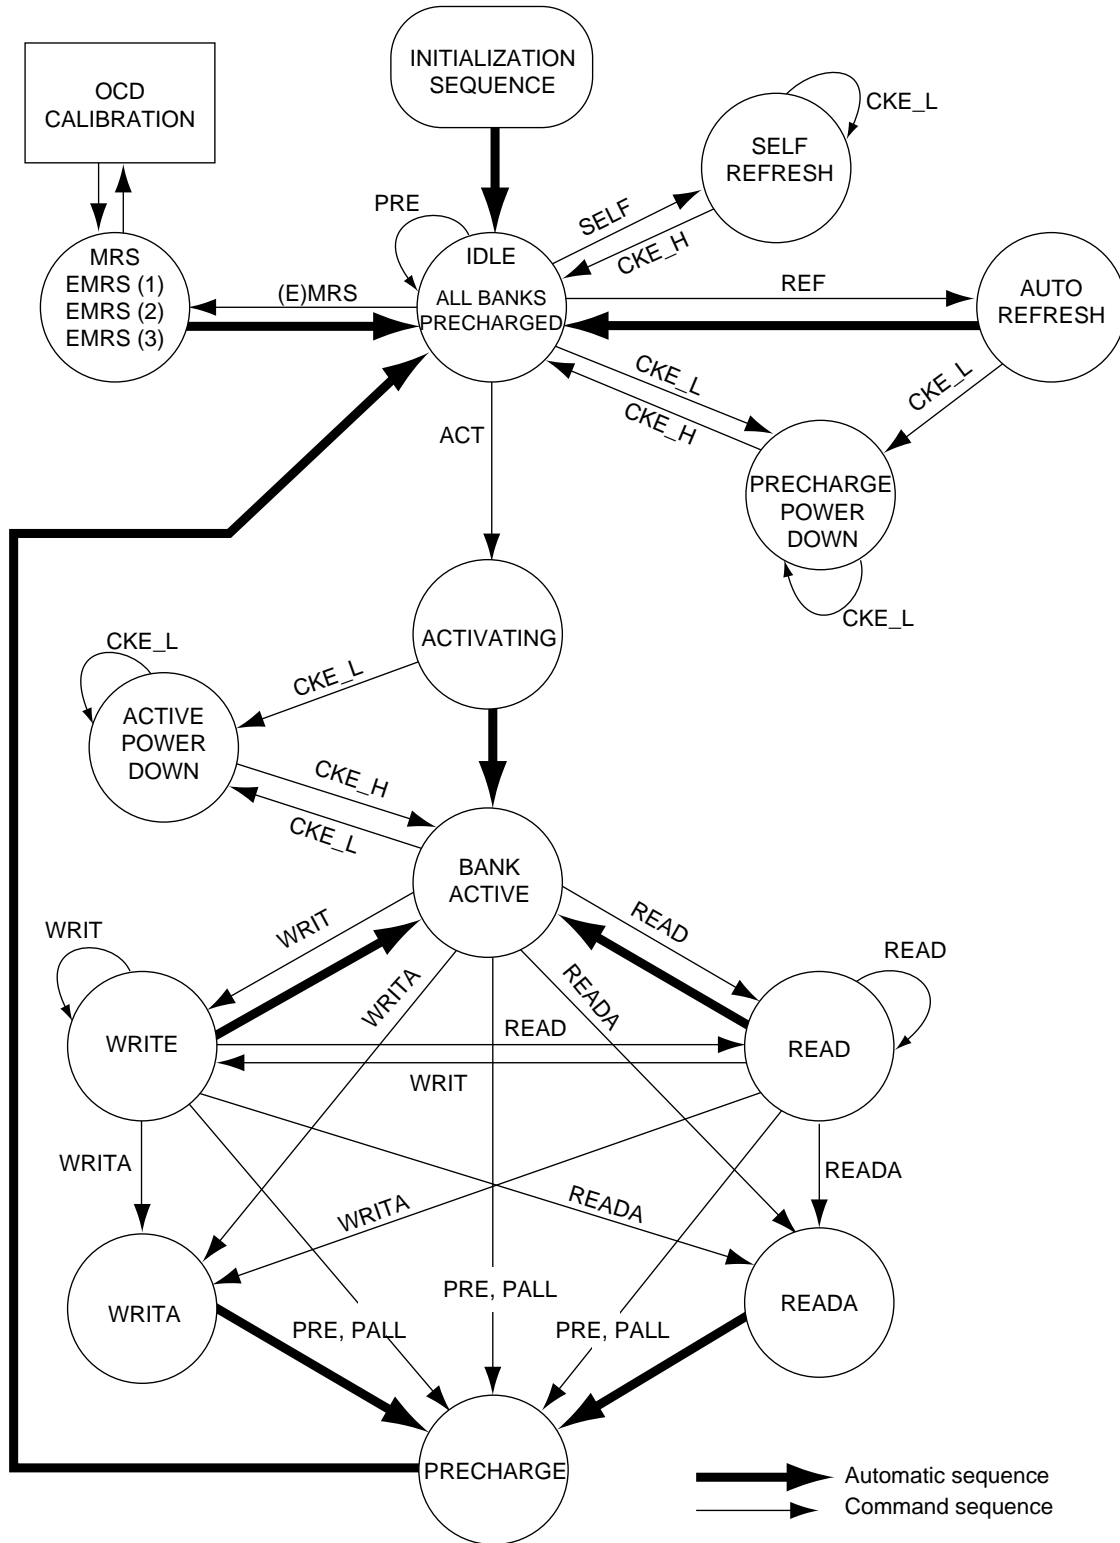 INITIALIZATION
SEQUENCE
OCD
CALIBRATION
CKE_L
SELF
REFRESH
PRE
SELF
CKE_H
IDLE
ALL BANKS
PRECHARGED
MRS
EMRS (1)
EMRS (2)
EMRS (3)
(E)MRS
REF
AUTO
REFRESH
CKE_L
CKE_H
CKE_L
ACT
PRECHARGE
POWER
DOWN
CKE_L
ACTIVATING
CKE_L
CKE_L
ACTIVE
POWER
DOWN
CKE_H
CKE_L
BANK
ACTIVE
WRIT
WRIT
READ
READ
WRITA
READA
WRITE
READ
WRIT
READ
WRITA
WRITA
READA
READA
WRITA
PRE, PALL
PRE, PALL
PRE, PALL
READA
PRECHARGE
Automatic sequence
Command sequence